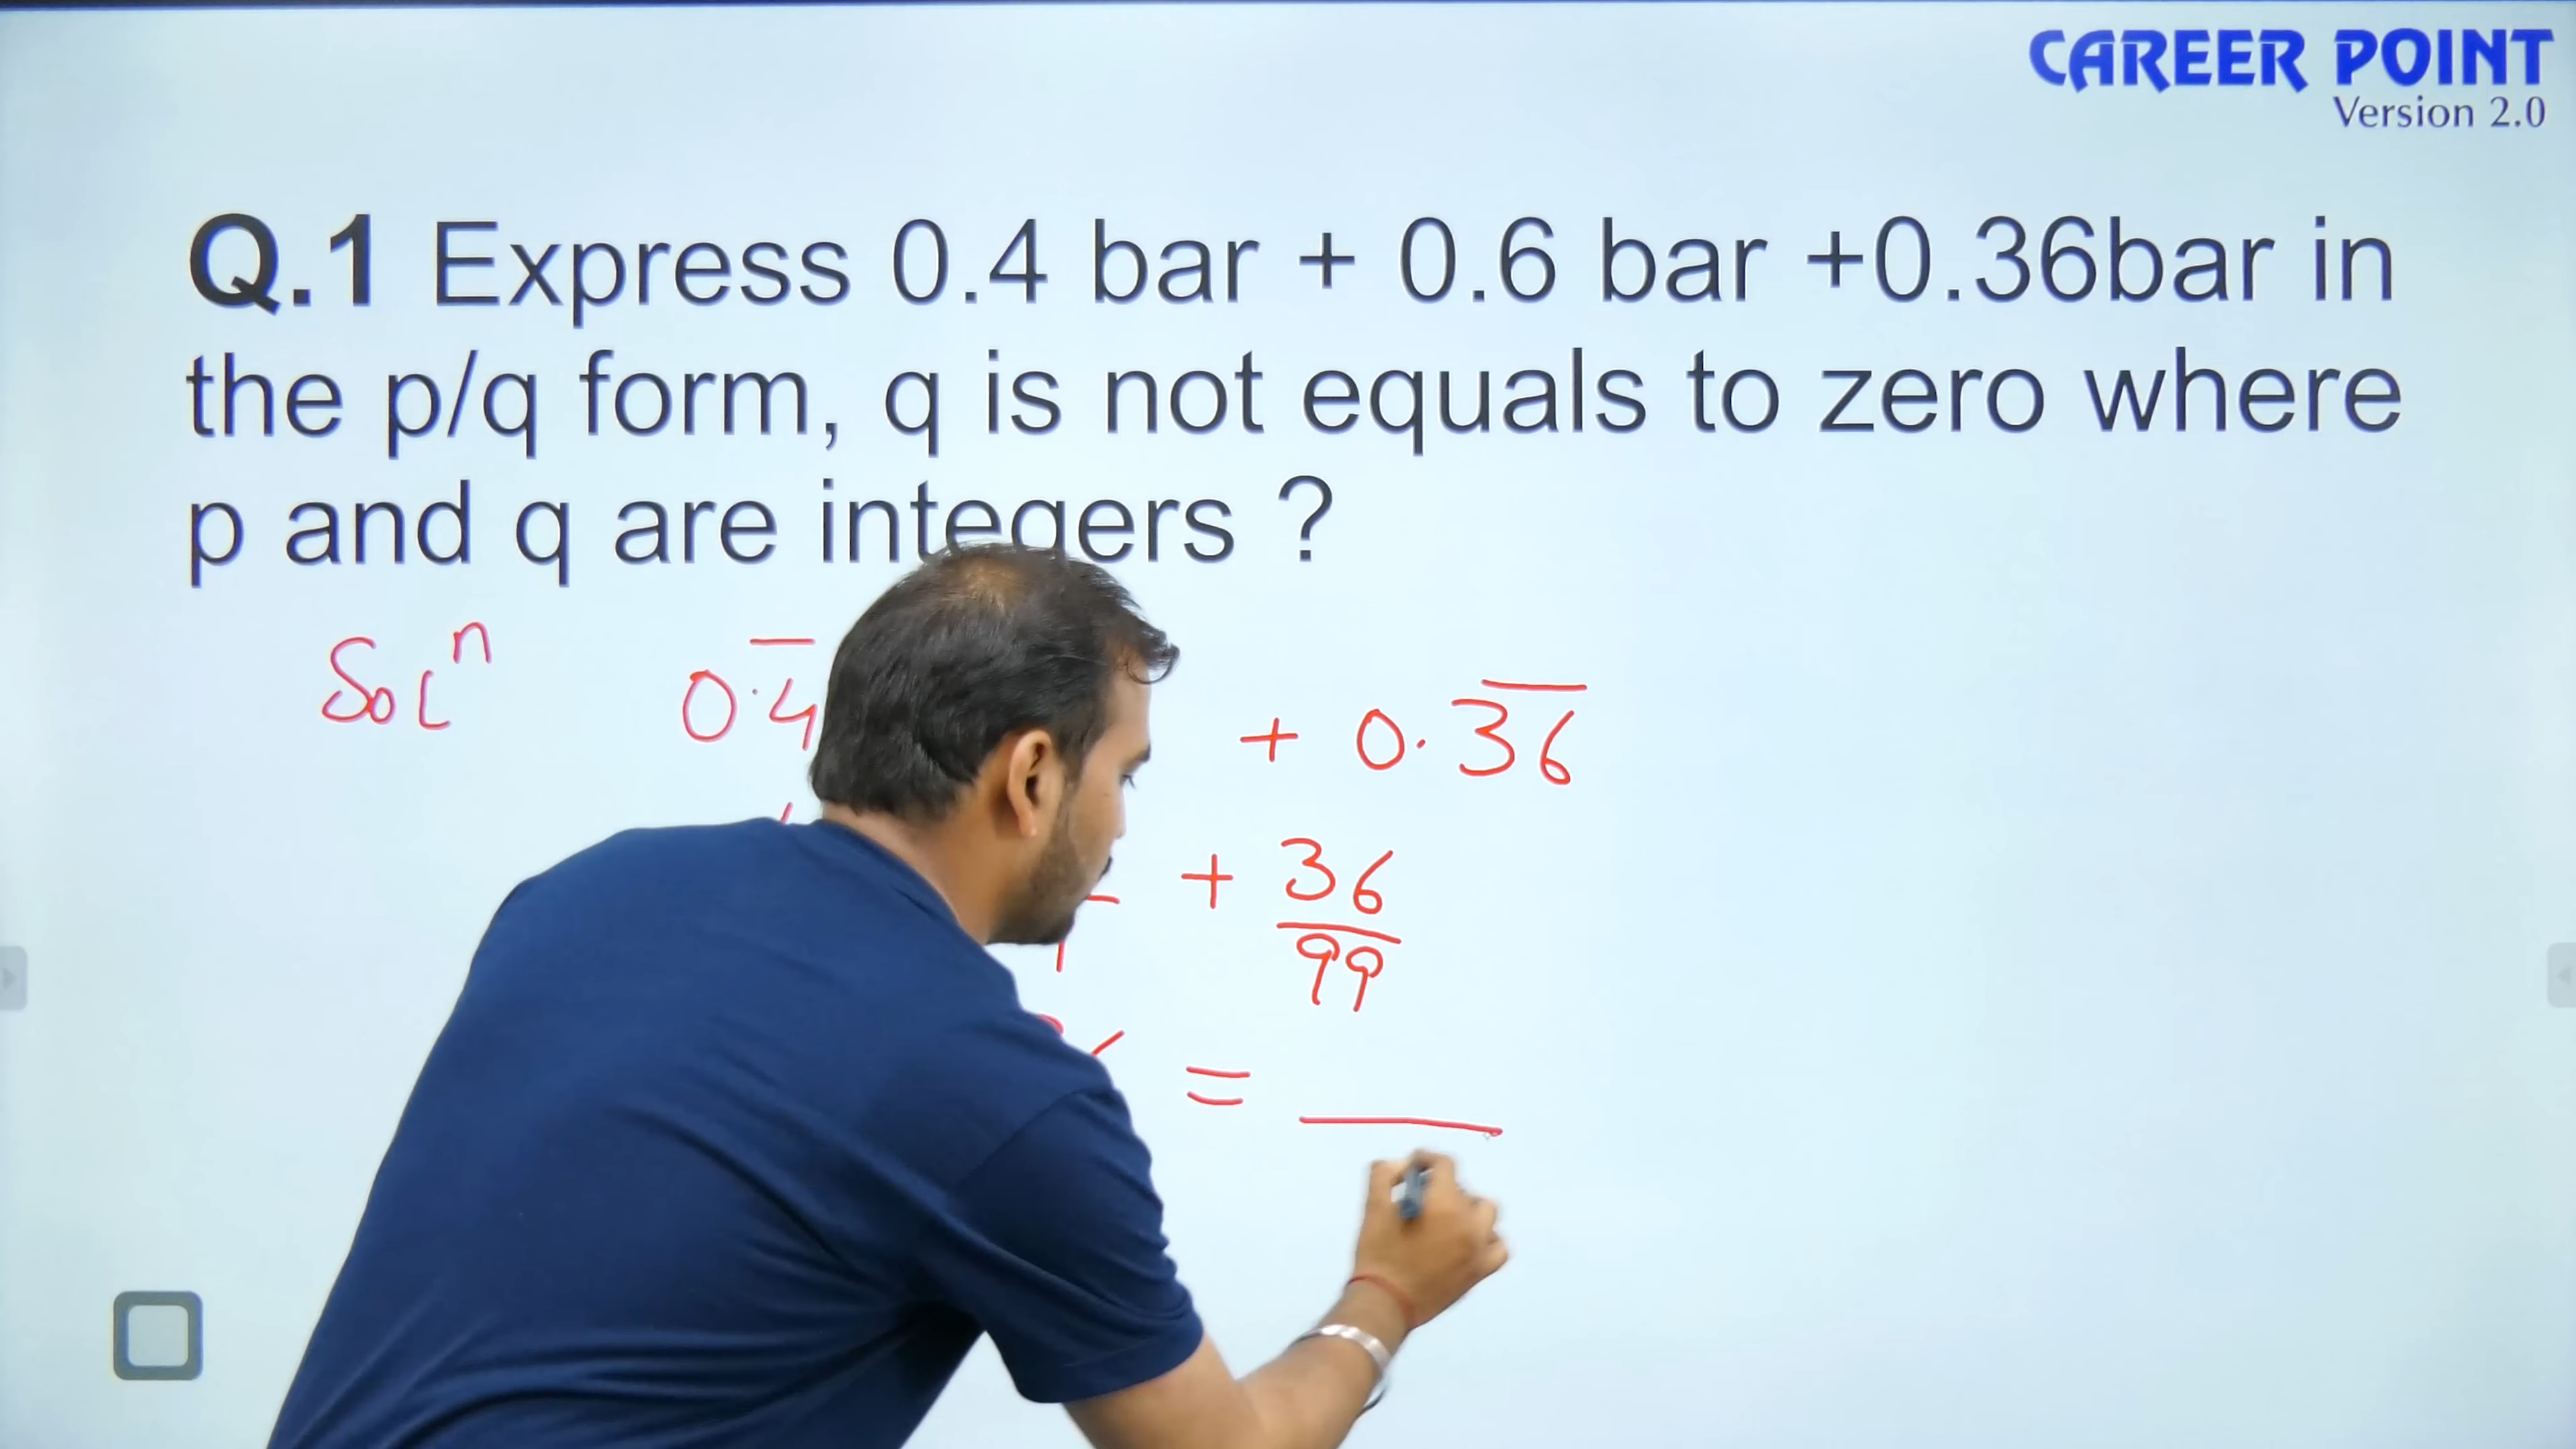 CAREER POINT
Version 2.0
Q.1 Express 0.4 bar + 0.6 bar +0.36bar in
the p/q form, q is not equals to zero where
p and q are integers ?
Solⁿ 0.4̅ + 0.3̅6̅
+ 36/99
=